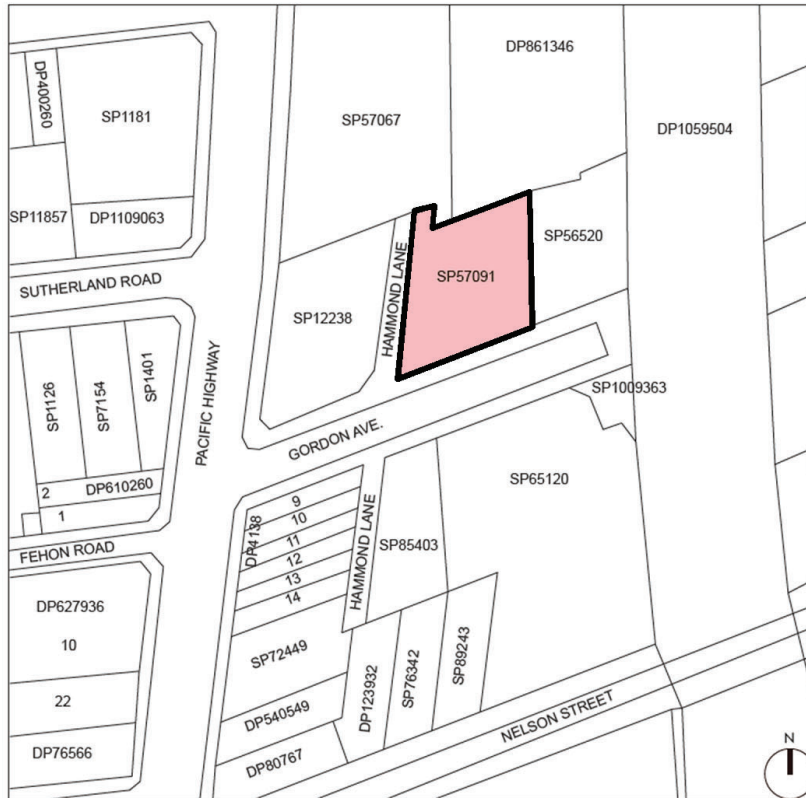 DP861346
DP400260
SP1181
SP57067
DP1059504
SP11857
DP1109063
SP56520
SUTHERLAND ROAD
HAMMOND LANE
SP57091
SP12238
PACIFIC HIGHWAY
SP1126
SP7154
SP1401
SP1009363
GORDON AVE.
SP65120
2
DP610260
1
9
10
11
12
13
14
DP4138
HAMMOND LANE
SP85403
FEHON ROAD
DP627936
10
SP72449
DP123932
SP76342
SP89243
22
DP540549
NELSON STREET
DP76566
DP80767
N